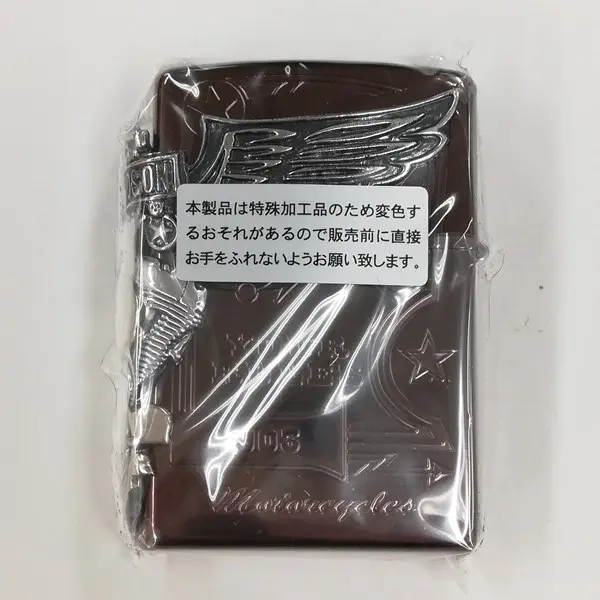 SON
本製品は特殊加工品のため変色す
るおそれがあるので販売前に直接
お手をふれないようお願い致します。
Motorcycles